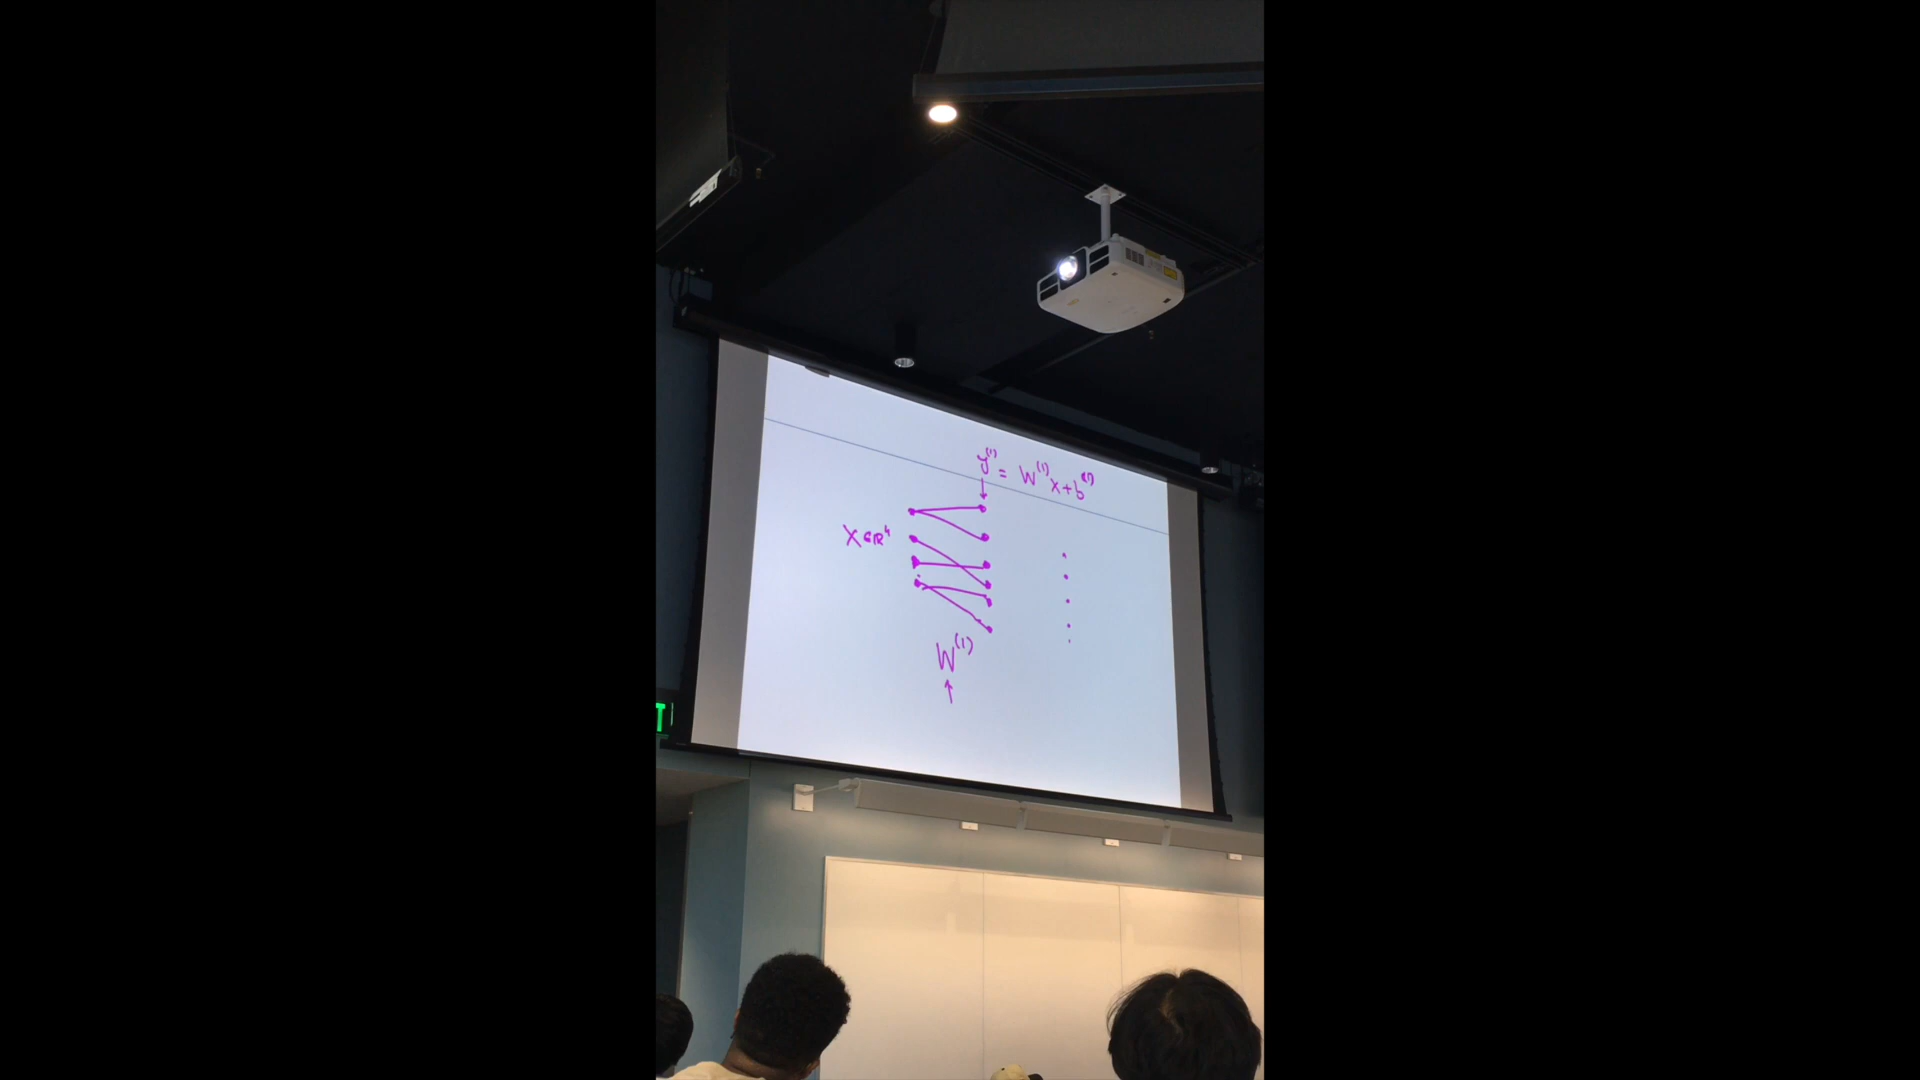 y⁽¹⁾ = W⁽¹⁾x + b⁽¹⁾
X ∈ ℝ⁴
W⁽¹⁾